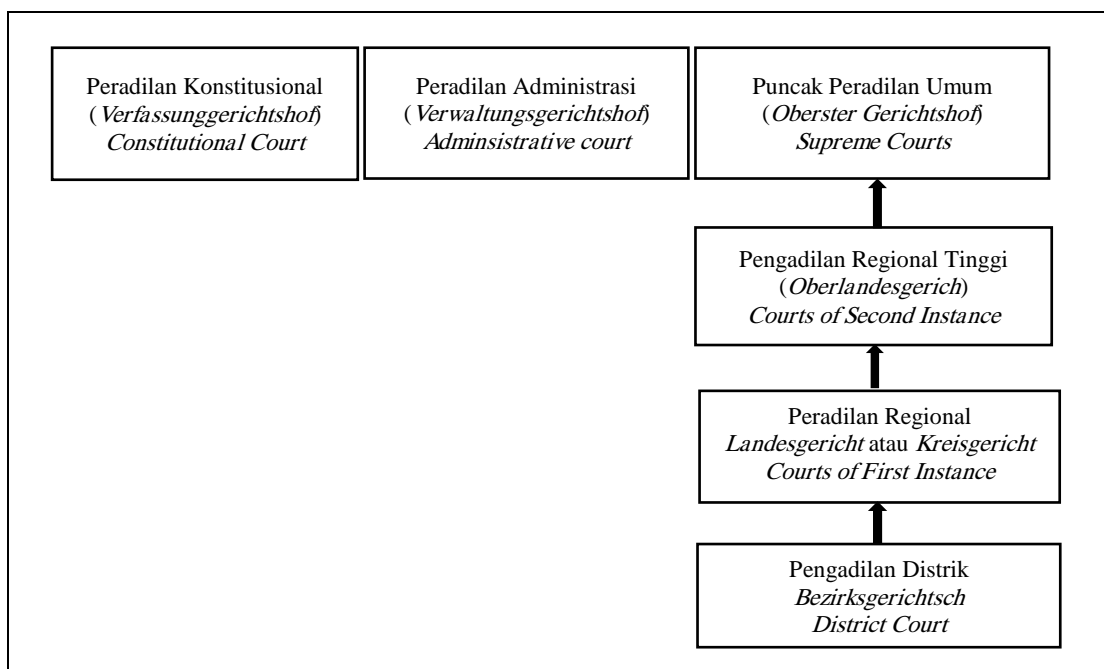 Peradilan Konstitusional
(Verfassunggerichtshof)
Constitutional Court
Peradilan Administrasi
(Verwaltungsgerichtshof)
Adminsistrative court
Puncak Peradilan Umum
(Oberster Gerichtshof)
Supreme Courts
Pengadilan Regional Tinggi
(Oberlandesgerich)
Courts of Second Instance
Peradilan Regional
Landesgericht atau Kreisgericht
Courts of First Instance
Pengadilan Distrik
Bezirksgerichtsch
District Court